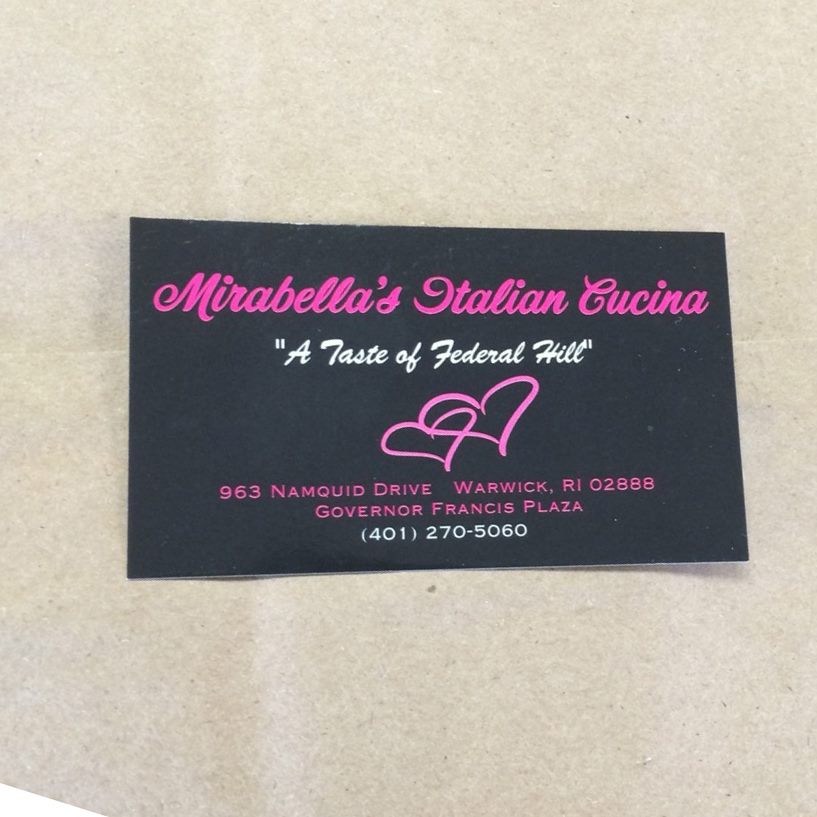 Mirabella's Italian Cucina
"A Taste of Federal Hill"
963 Namquid Drive Warwick, RI 02888
Governor Francis Plaza
(401) 270-5060